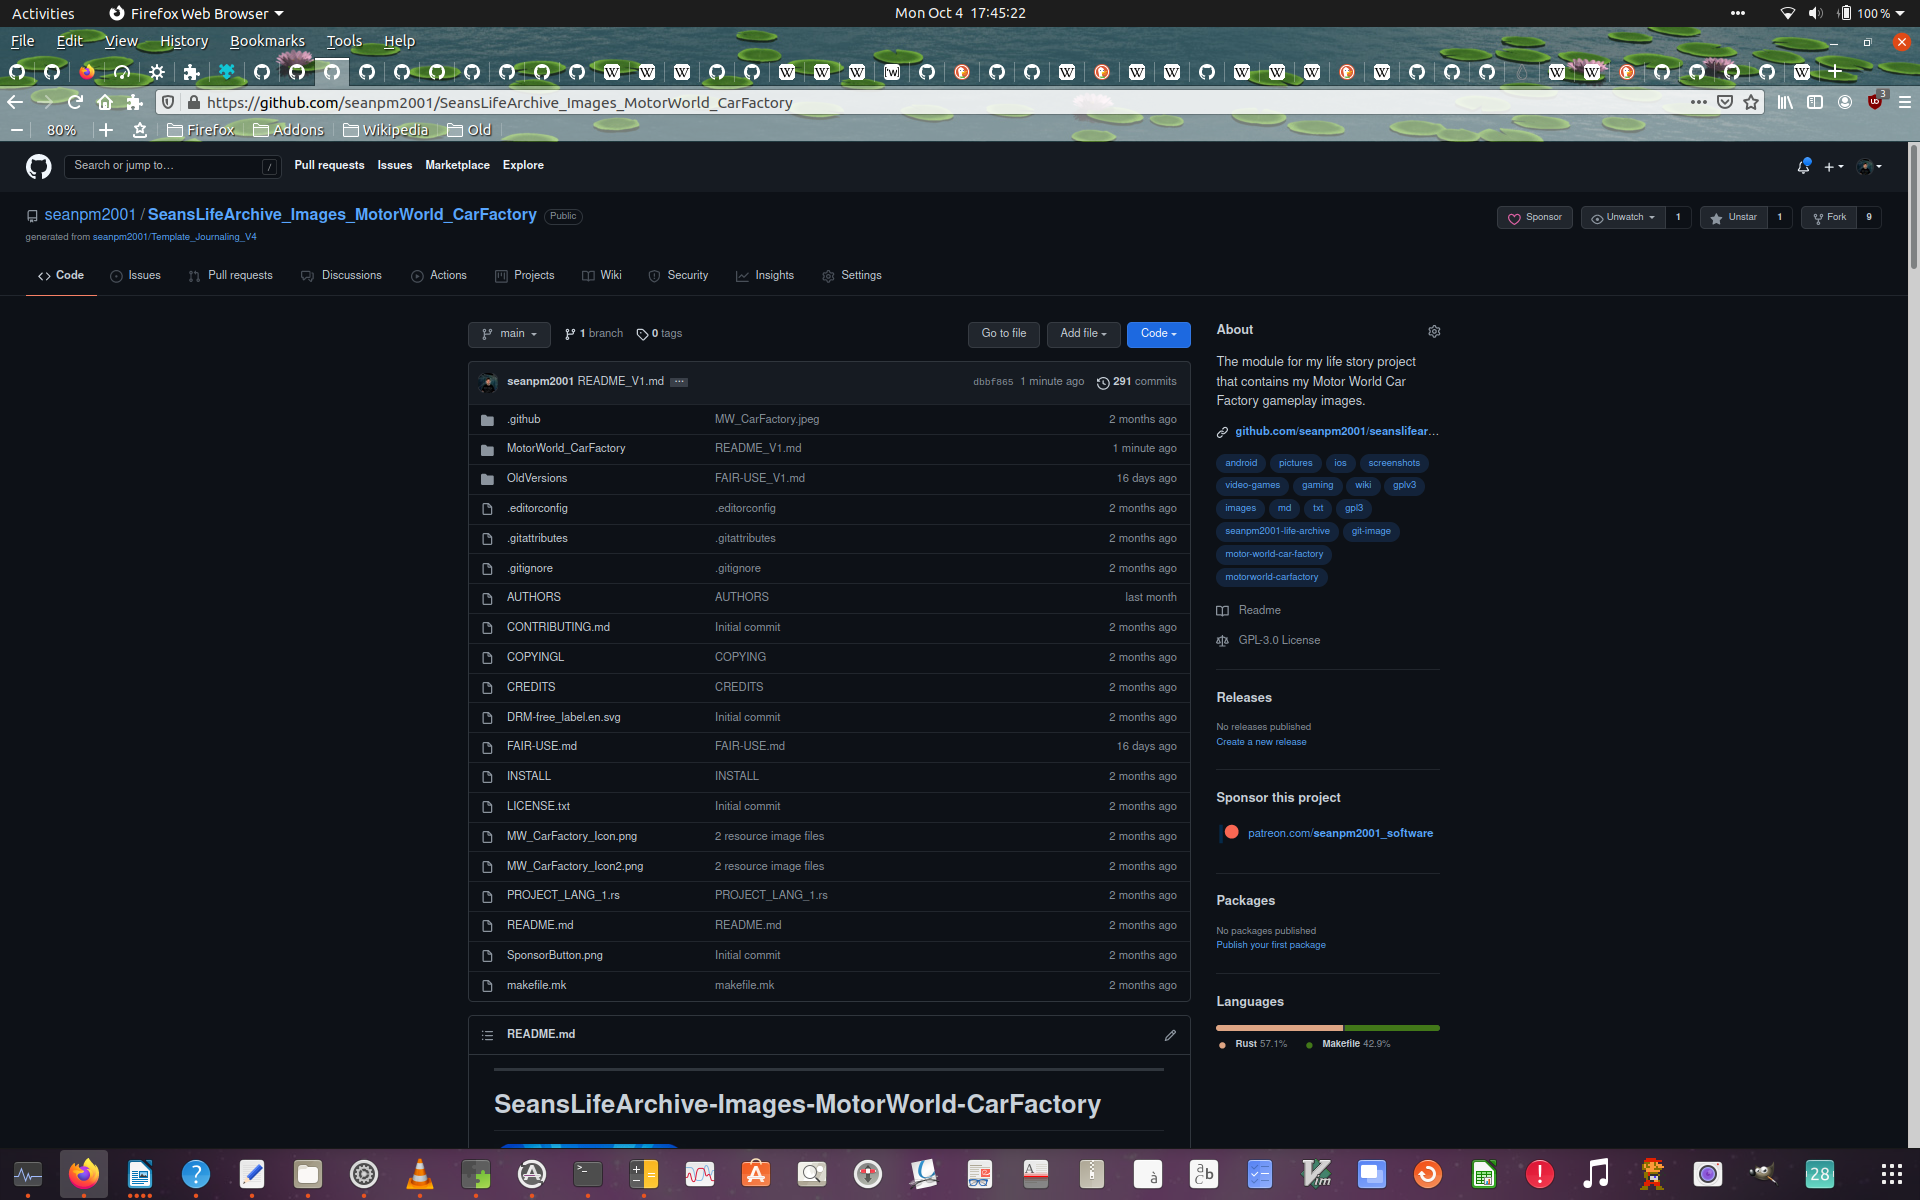 Activities Firefox Web Browser Mon Oct 4 17:45:22 100 %
File Edit View History Bookmarks Tools Help
https://github.com/seanpm2001/SeansLifeArchive_Images_MotorWorld_CarFactory 3
80% Firefox Addons Wikipedia Old
Search or jump to… / Pull requests Issues Marketplace Explore
seanpm2001 / SeansLifeArchive_Images_MotorWorld_CarFactory Public Sponsor Unwatch 1 Unstar 1 Fork 9
generated from seanpm2001/Template_Journaling_V4
Code Issues Pull requests Discussions Actions Projects Wiki Security Insights Settings
main 1 branch 0 tags Go to file Add file Code
seanpm2001 README_V1.md ... dbbf865 1 minute ago 291 commits
.github MW_CarFactory.jpeg 2 months ago
MotorWorld_CarFactory README_V1.md 1 minute ago
OldVersions FAIR-USE_V1.md 16 days ago
.editorconfig .editorconfig 2 months ago
.gitattributes .gitattributes 2 months ago
.gitignore .gitignore 2 months ago
AUTHORS AUTHORS last month
CONTRIBUTING.md Initial commit 2 months ago
COPYINGL COPYING 2 months ago
CREDITS CREDITS 2 months ago
DRM-free_label.en.svg Initial commit 2 months ago
FAIR-USE.md FAIR-USE.md 16 days ago
INSTALL INSTALL 2 months ago
LICENSE.txt Initial commit 2 months ago
MW_CarFactory_Icon.png 2 resource image files 2 months ago
MW_CarFactory_Icon2.png 2 resource image files 2 months ago
PROJECT_LANG_1.rs PROJECT_LANG_1.rs 2 months ago
README.md README.md 2 months ago
SponsorButton.png Initial commit 2 months ago
makefile.mk makefile.mk 2 months ago
README.md
SeansLifeArchive-Images-MotorWorld-CarFactory
About
The module for my life story project
that contains my Motor World Car
Factory gameplay images.
github.com/seanpm2001/seanslifear…
android pictures ios screenshots
video-games gaming wiki gplv3
images md txt gpl3
seanpm2001-life-archive git-image
motor-world-car-factory
motorworld-carfactory
Readme
GPL-3.0 License
Releases
No releases published
Create a new release
Sponsor this project
patreon.com/seanpm2001_software
Packages
No packages published
Publish your first package
Languages
Rust 57.1% Makefile 42.9%
28